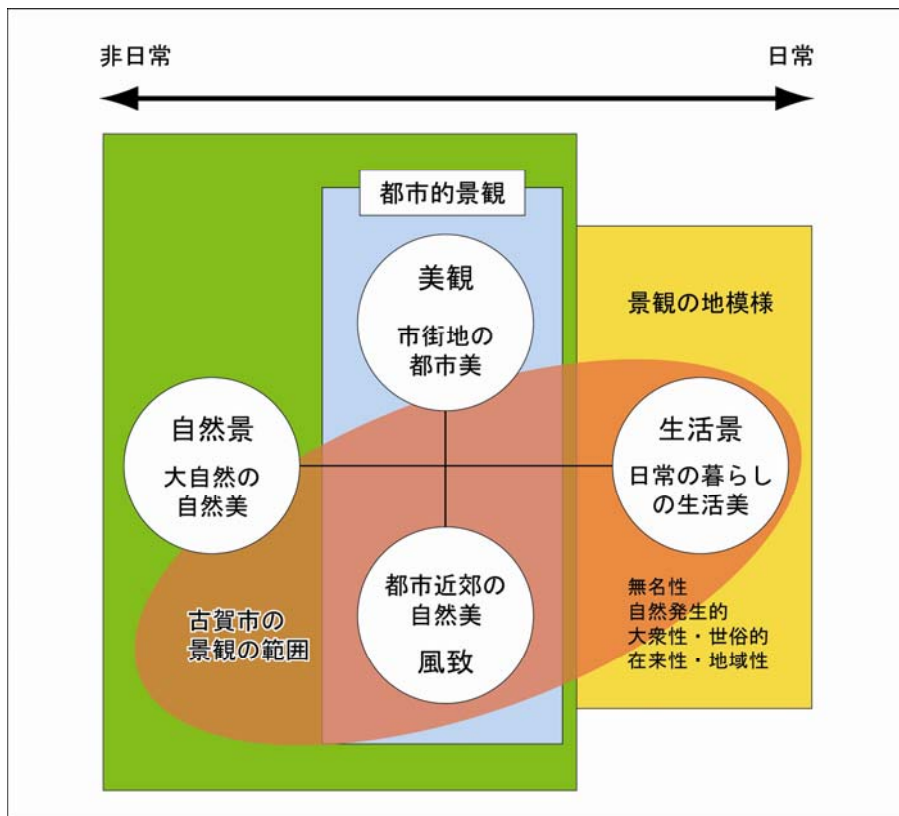 非日常
日常
都市的景観
美観
市街地の
都市美
景観の地模様
自然景
大自然の
自然美
生活景
日常の暮らし
の生活美
都市近郊の
自然美
風致
古賀市の
景観の範囲
無名性
自然発生的
大衆性・世俗的
在来性・地域性